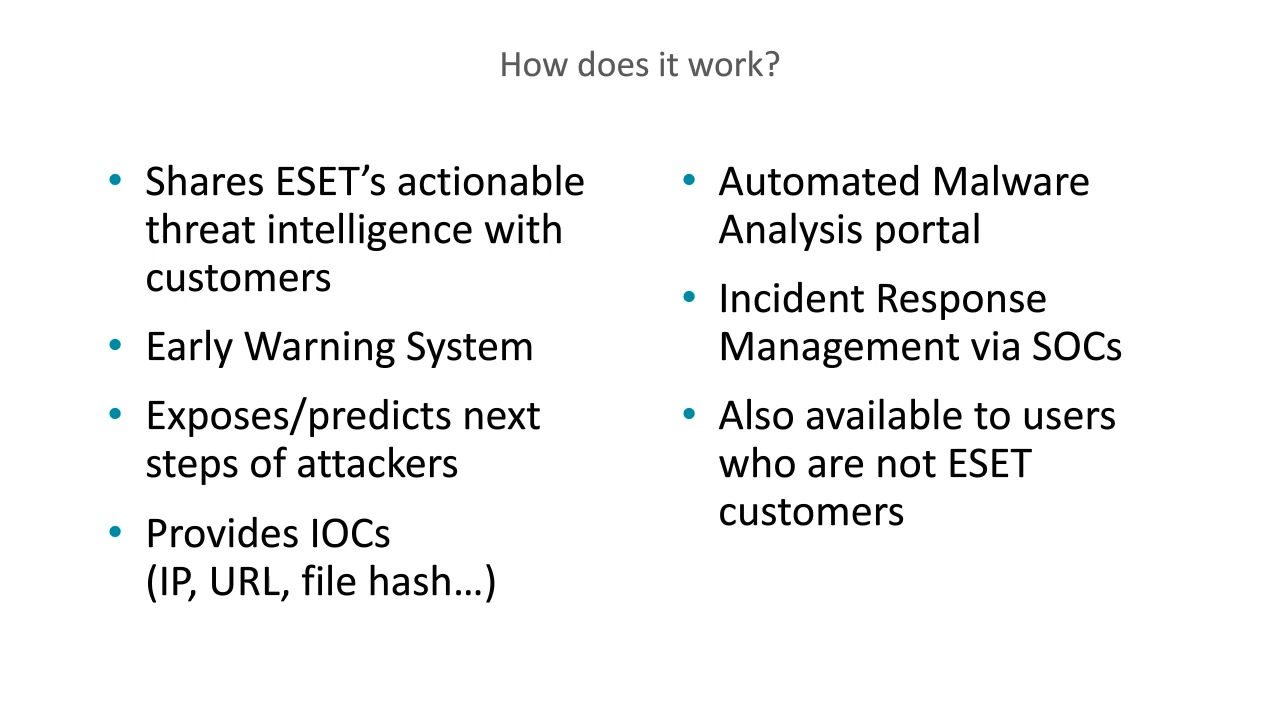 How does it work?
• Shares ESET’s actionable
threat intelligence with
customers
• Early Warning System
• Exposes/predicts next
steps of attackers
• Provides IOCs
(IP, URL, file hash…)
• Automated Malware
Analysis portal
• Incident Response
Management via SOCs
• Also available to users
who are not ESET
customers